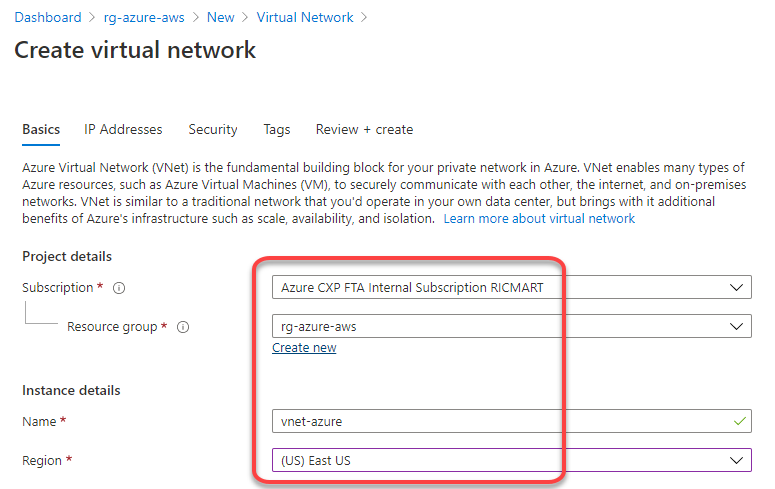 Dashboard > rg-azure-aws > New > Virtual Network >
Create virtual network
Basics IP Addresses Security Tags Review + create
Azure Virtual Network (VNet) is the fundamental building block for your private network in Azure. VNet enables many types of
Azure resources, such as Azure Virtual Machines (VM), to securely communicate with each other, the internet, and on-premises
networks. VNet is similar to a traditional network that you'd operate in your own data center, but brings with it additional
benefits of Azure's infrastructure such as scale, availability, and isolation. Learn more about virtual network
Project details
Subscription * Azure CXP FTA Internal Subscription RICMART
Resource group * rg-azure-aws
Create new
Instance details
Name * vnet-azure
Region * (US) East US